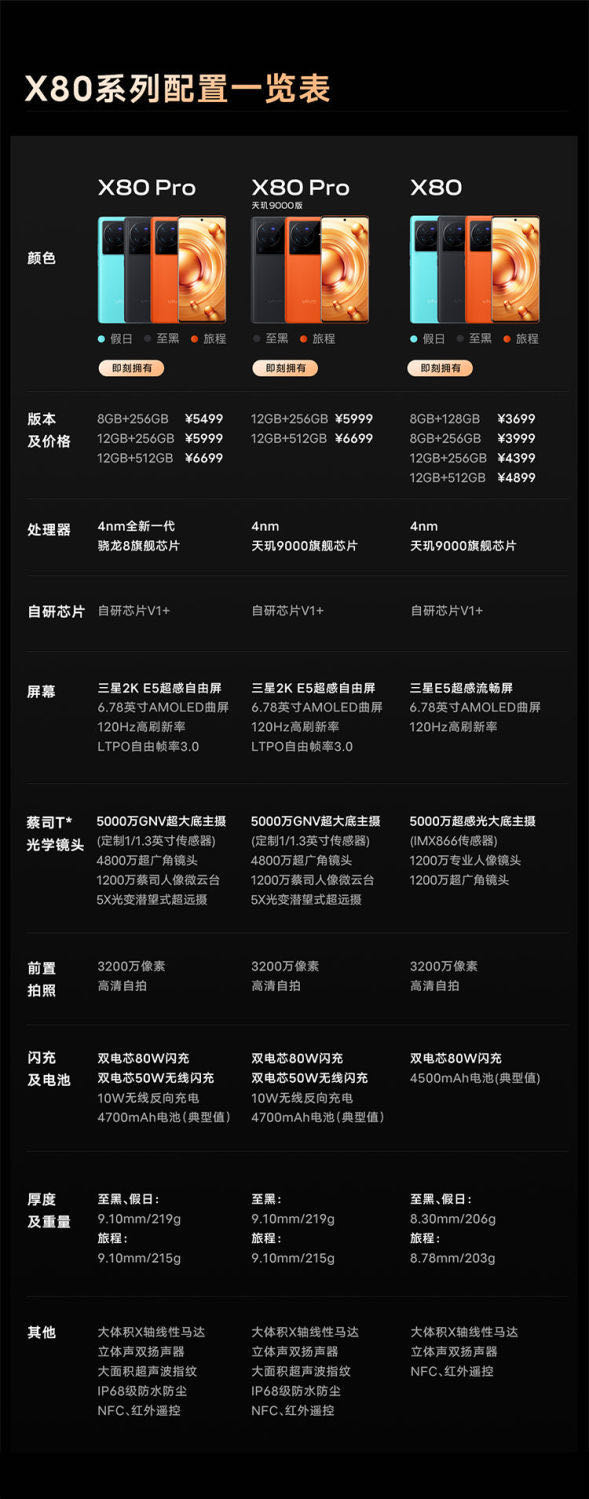 X80系列配置一览表
X80 Pro
X80 Pro
天玑9000版
X80
颜色
假日 至黑 旅程
至黑 旅程
假日 至黑 旅程
即刻拥有
即刻拥有
即刻拥有
版本
及价格
8GB+256GB ¥5499
12GB+256GB ¥5999
12GB+512GB ¥6699
12GB+256GB ¥5999
12GB+512GB ¥6699
8GB+128GB ¥3699
8GB+256GB ¥3999
12GB+256GB ¥4399
12GB+512GB ¥4899
处理器
4nm全新一代
骁龙8旗舰芯片
4nm
天玑9000旗舰芯片
4nm
天玑9000旗舰芯片
自研芯片
自研芯片V1+
自研芯片V1+
自研芯片V1+
屏幕
三星2K E5超感自由屏
6.78英寸AMOLED曲屏
120Hz高刷新率
LTPO自由帧率3.0
三星2K E5超感自由屏
6.78英寸AMOLED曲屏
120Hz高刷新率
LTPO自由帧率3.0
三星E5超感流畅屏
6.78英寸AMOLED曲屏
120Hz高刷新率
蔡司T*
光学镜头
5000万GNV超大底主摄
(定制1/1.3英寸传感器)
4800万超广角镜头
1200万蔡司人像微云台
5X光变潜望式超远摄
5000万GNV超大底主摄
(定制1/1.3英寸传感器)
4800万超广角镜头
1200万蔡司人像微云台
5X光变潜望式超远摄
5000万超感光大底主摄
(IMX866传感器)
1200万专业人像镜头
1200万超广角镜头
前置
拍照
3200万像素
高清自拍
3200万像素
高清自拍
3200万像素
高清自拍
闪充
及电池
双电芯80W闪充
双电芯50W无线闪充
10W无线反向充电
4700mAh电池(典型值)
双电芯80W闪充
双电芯50W无线闪充
10W无线反向充电
4700mAh电池(典型值)
双电芯80W闪充
4500mAh电池(典型值)
厚度
及重量
至黑、假日：
9.10mm/219g
旅程：
9.10mm/215g
至黑：
9.10mm/219g
旅程：
9.10mm/215g
至黑、假日：
8.30mm/206g
旅程：
8.78mm/203g
其他
大体积X轴线性马达
立体声双扬声器
大面积超声波指纹
IP68级防水防尘
NFC、红外遥控
大体积X轴线性马达
立体声双扬声器
大面积超声波指纹
IP68级防水防尘
NFC、红外遥控
大体积X轴线性马达
立体声双扬声器
NFC、红外遥控